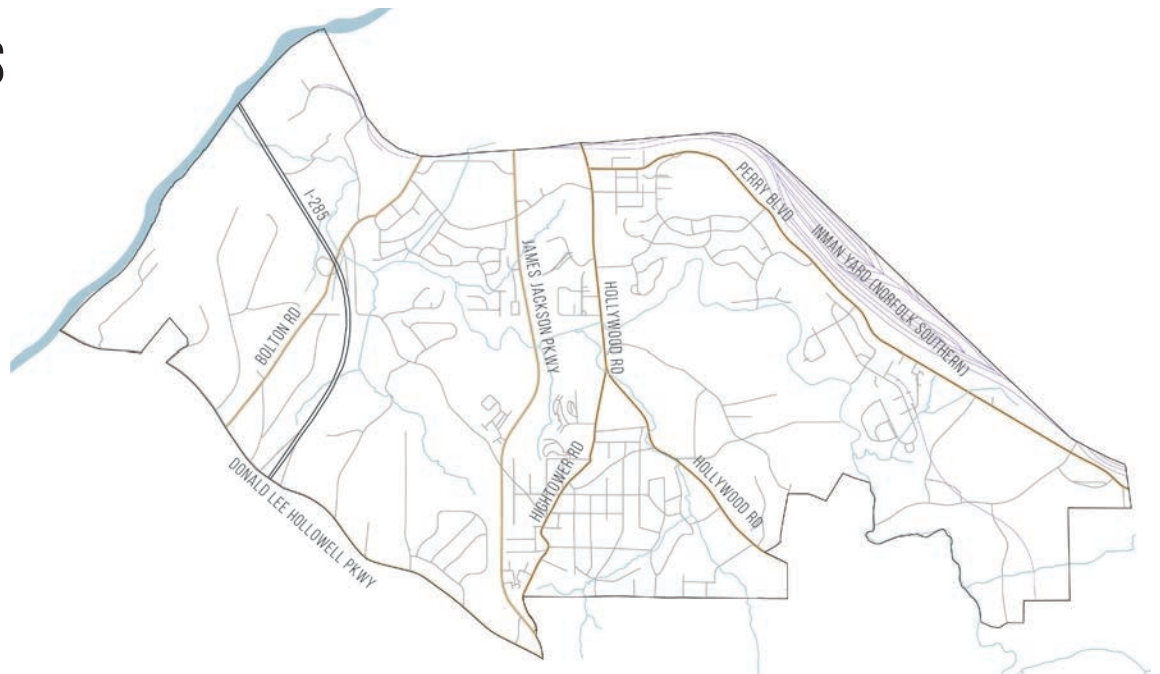 S
I-285
BOLTON RD
JAMES JACKSON PKWY
HOLLYWOOD RD
PERRY BLVD
INMAN YARD (NORFOLK SOUTHERN)
HIGHTOWER RD
HOLLYWOOD RD
DONALD LEE HOLLOWELL PKWY